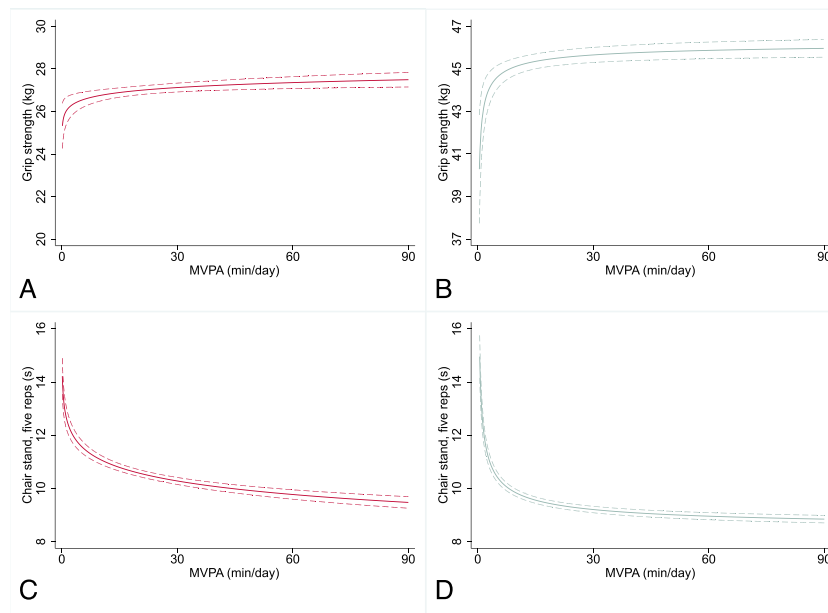 Grip strength (kg)
30
28
26
24
22
20
0 30 60 90
MVPA (min/day)
A
Grip strength (kg)
47
45
43
41
39
37
0 30 60 90
MVPA (min/day)
B
Chair stand, five reps (s)
16
14
12
10
8
0 30 60 90
MVPA (min/day)
C
Chair stand, five reps (s)
16
14
12
10
8
0 30 60 90
MVPA (min/day)
D